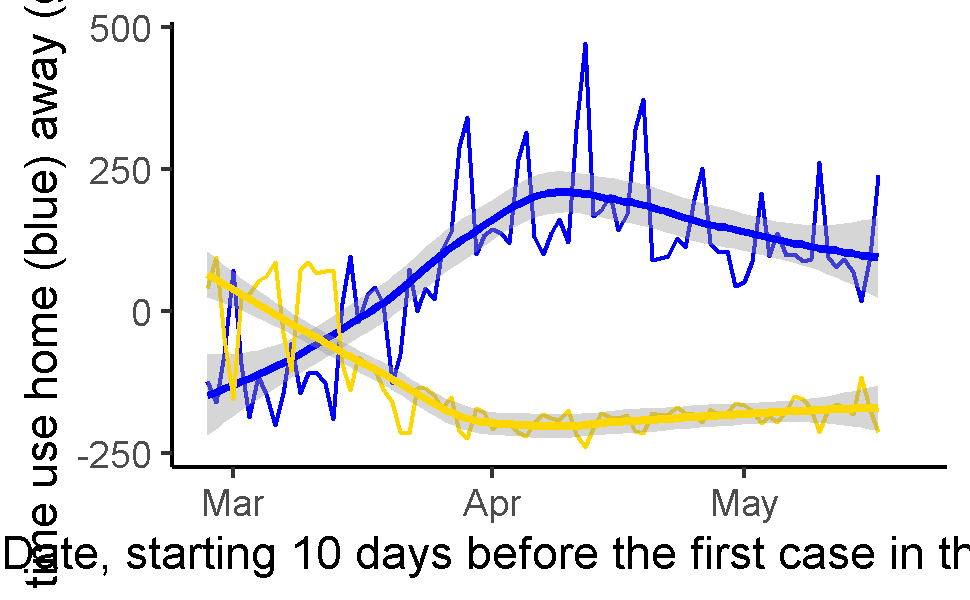 time use home (blue) away (
500
250
0
-250
Mar
Apr
May
Date, starting 10 days before the first case in th